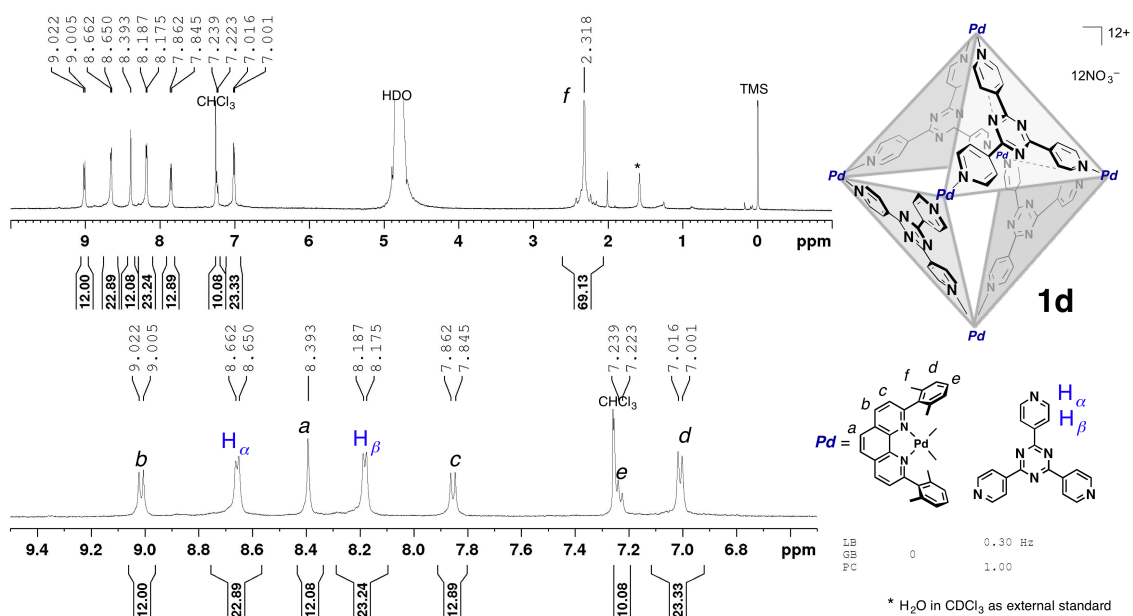 9.022
9.005
8.662
8.650
8.393
8.187
8.175
7.862
7.845
7.239
7.223
7.016
7.001
2.318
CHCl3
HDO
f
*
TMS
9 8 7 6 5 4 3 2 1 0 ppm
12.00
22.89
12.08
23.24
12.89
10.08
23.33
69.13
9.022
9.005
8.662
8.650
8.393
8.187
8.175
7.862
7.845
7.239
7.223
7.016
7.001
b
Hα
a
Hβ
c
CHCl3
e
d
9.4 9.2 9.0 8.8 8.6 8.4 8.2 8.0 7.8 7.6 7.4 7.2 7.0 6.8 ppm
12.00
22.89
12.08
23.24
12.89
10.08
23.33
Pd
12+
12NO3−
N N N
N N N
N N N
N N N
Pd
Pd
Pd
Pd
N N N
N N N
N N N
N N N
Pd
1d
Pd =
a
b
c
f
d
e
N
N
Pd
Hα
Hβ
N
N N
N
N N
LB 0.30 Hz
GB 0
PC 1.00
* H2O in CDCl3 as external standard